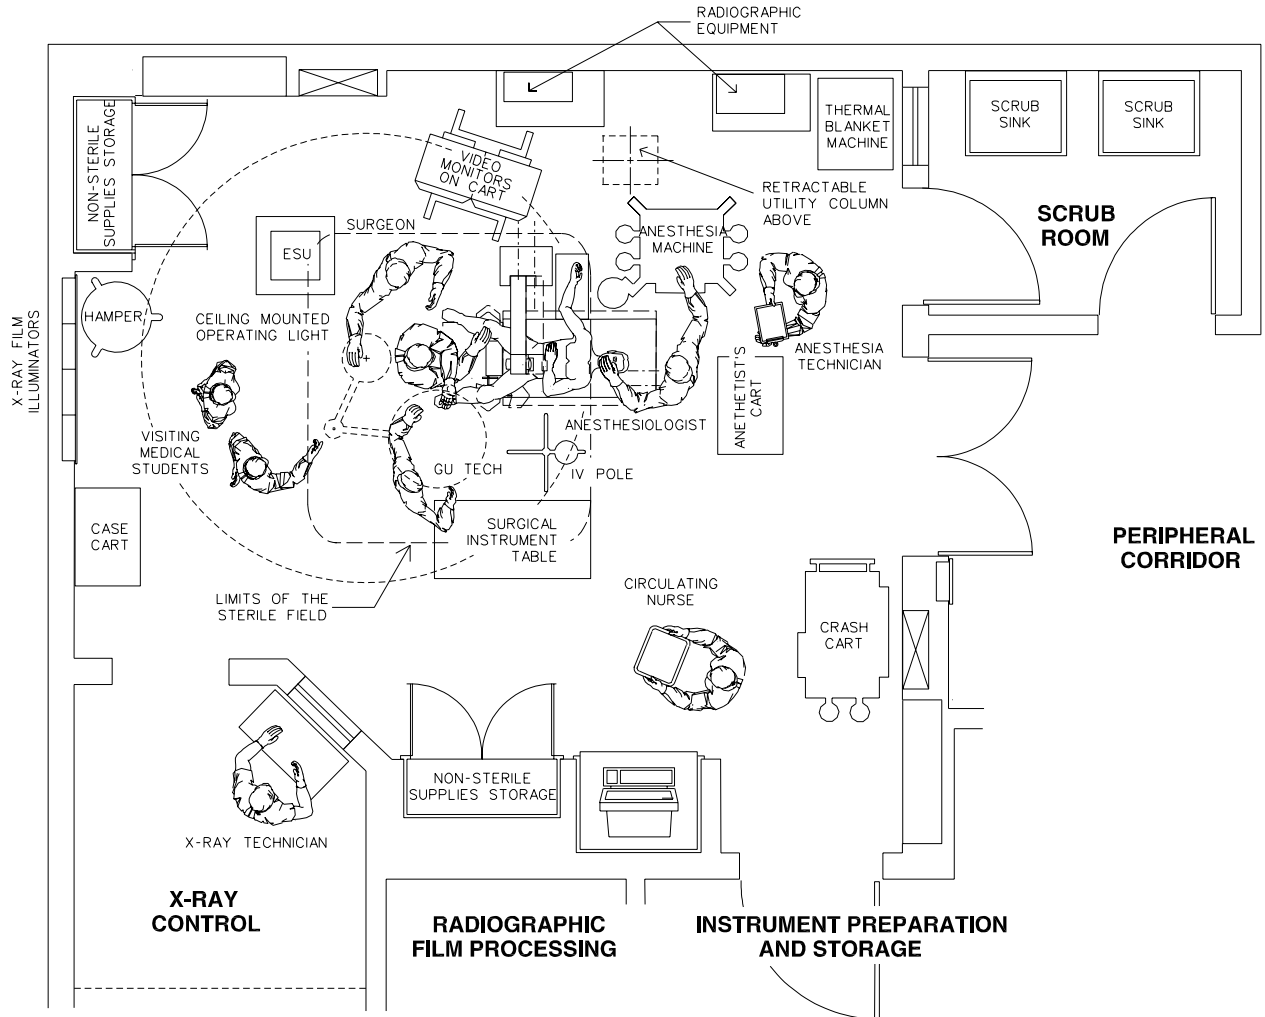 RADIOGRAPHIC
EQUIPMENT
NON-STERILE
SUPPLIES STORAGE
VIDEO
MONITORS
ON CART
THERMAL
BLANKET
MACHINE
SCRUB
SINK
SCRUB
SINK
RETRACTABLE
UTILITY COLUMN
ABOVE
SCRUB
ROOM
SURGEON
ESU
ANESTHESIA
MACHINE
HAMPER
CEILING MOUNTED
OPERATING LIGHT
X-RAY FILM
ILLUMINATORS
ANESTHESIA
TECHNICIAN
ANETHETIST'S
CART
ANESTHESIOLOGIST
VISITING
MEDICAL
STUDENTS
GU TECH
IV POLE
CASE
CART
SURGICAL
INSTRUMENT
TABLE
PERIPHERAL
CORRIDOR
LIMITS OF THE
STERILE FIELD
CIRCULATING
NURSE
CRASH
CART
NON-STERILE
SUPPLIES STORAGE
X-RAY TECHNICIAN
X-RAY
CONTROL
RADIOGRAPHIC
FILM PROCESSING
INSTRUMENT PREPARATION
AND STORAGE